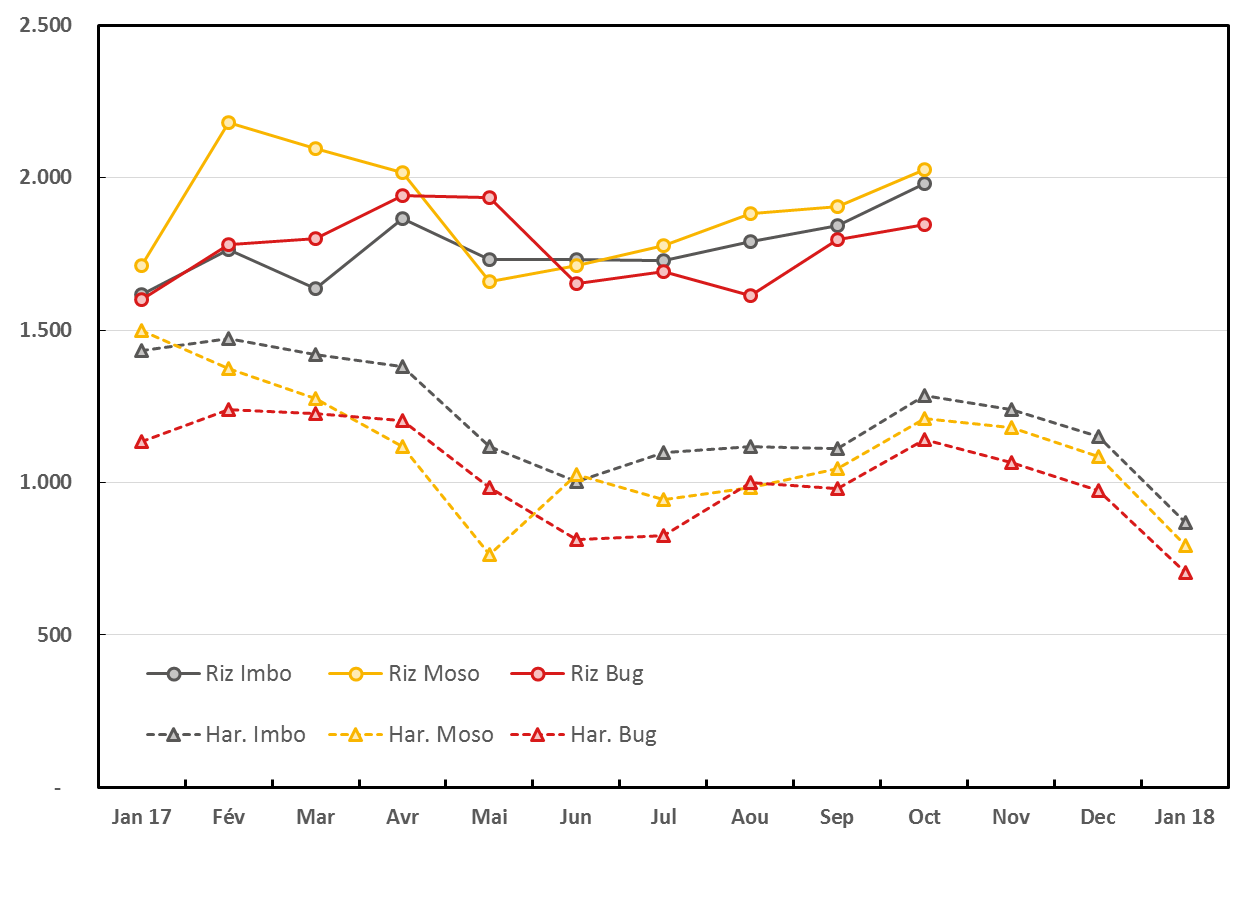 2.500
2.000
1.500
1.000
500
-
Riz Imbo Riz Moso Riz Bug
Har. Imbo Har. Moso Har. Bug
Jan 17 Fév Mar Avr Mai Jun Jul Aou Sep Oct Nov Dec Jan 18